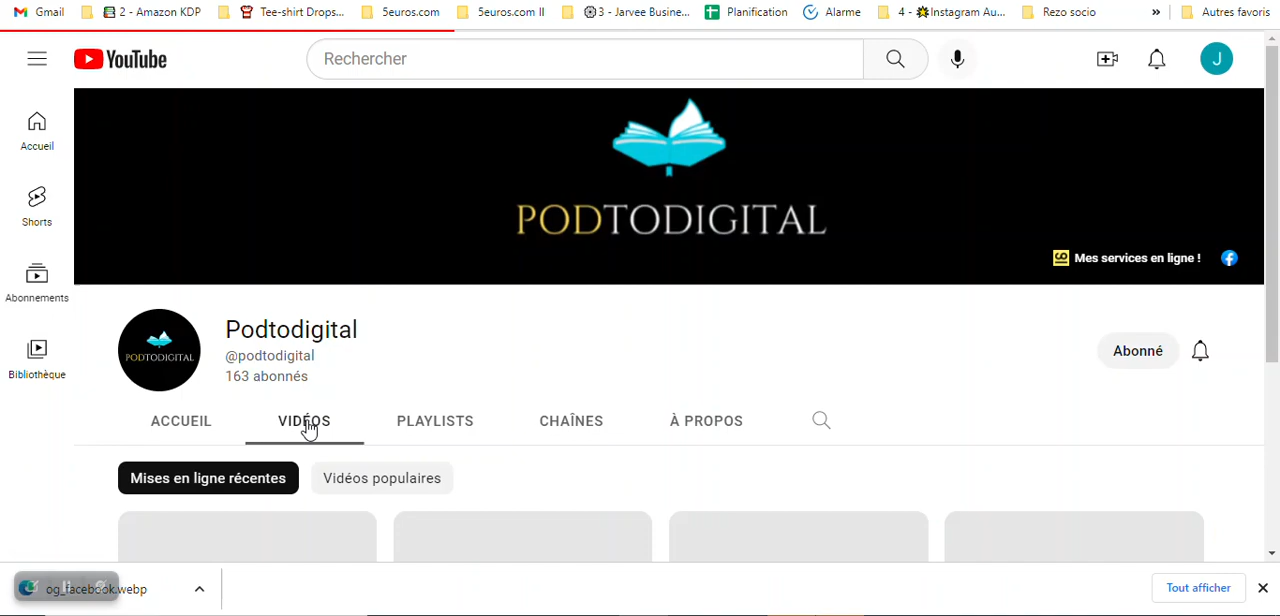 Gmail 2 - Amazon KDP Tee-shirt Drops... 5euros.com 5euros.com II 3 - Jarvee Busine... Planification Alarme 4 - Instagram Au... Rezo socio » Autres favoris
YouTube Rechercher J
PODTODIGITAL
Mes services en ligne !
Accueil
Shorts
Abonnements
Bibliothèque
PODTODIGITAL
Podtodigital
@podtodigital
163 abonnés
Abonné
ACCUEIL VIDÉOS PLAYLISTS CHAÎNES À PROPOS
Mises en ligne récentes Vidéos populaires
og_facebook.webp Tout afficher